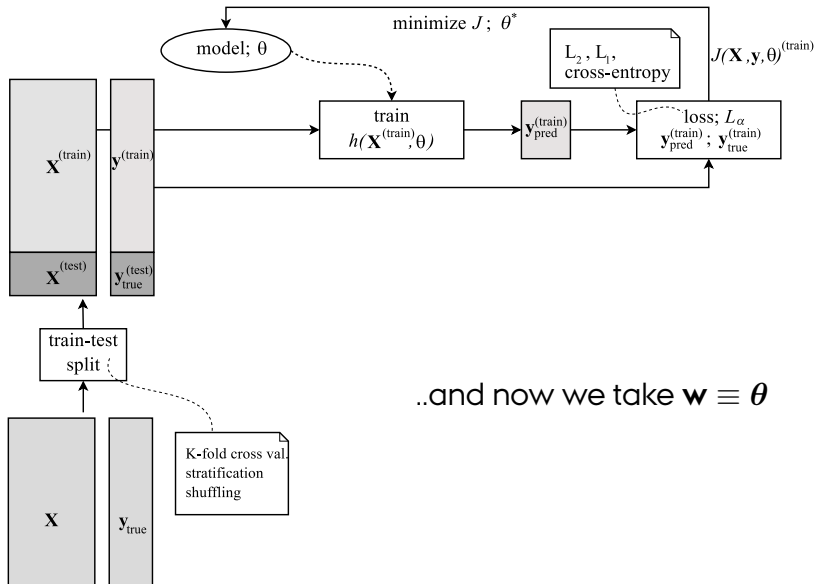 minimize J ; θ*
model; θ
L₂ , L₁,
cross-entropy
J(X,y,θ)^(train)
train
h(X^(train),θ)
y_pred^(train)
loss; L_α
y_pred^(train) ; y_true^(train)
X^(train)
y^(train)
X^(test)
y_true^(test)
train-test
split
..and now we take w ≡ θ
K-fold cross val.
stratification
shuffling
X
y_true